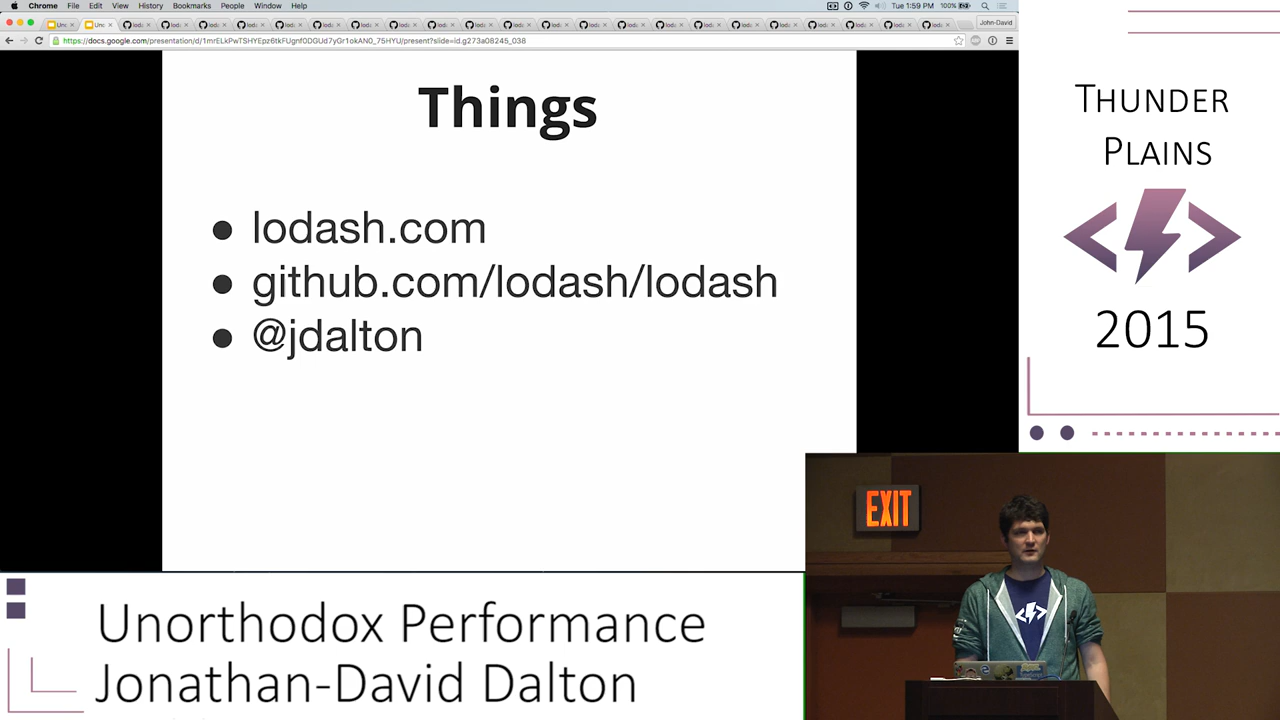 Chrome File Edit View History Bookmarks People Window Help
Tue 1:59 PM
100%
John-David
https://docs.google.com/presentation/d/1mrELkPwTSHYEpz6tkFUgnf0DGUd7yGr1okAN0_75HYU/present?slide=id.g273a08245_038
Things
lodash.com
github.com/lodash/lodash
@jdalton
THUNDER
PLAINS
2015
EXIT
Unorthodox Performance
Jonathan-David Dalton